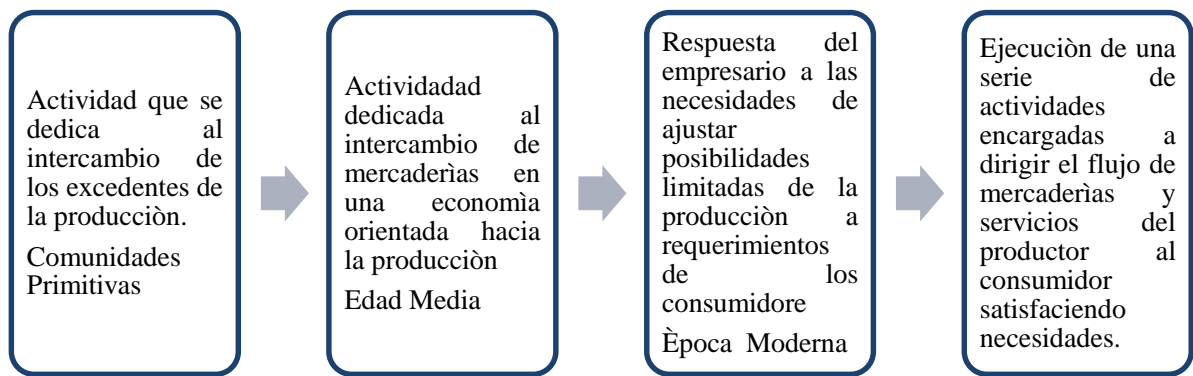 Actividad que se
dedica al
intercambio de
los excedentes de
la producciòn.
Comunidades
Primitivas
Actividadad
dedicada al
intercambio de
mercaderìas en
una economìa
orientada hacia
la producciòn
Edad Media
Respuesta del
empresario a las
necesidades de
ajustar
posibilidades
limitadas de la
producciòn a
requerimientos
de los
consumidore
Època Moderna
Ejecuciòn de una
serie de
actividades
encargadas a
dirigir el flujo de
mercaderìas y
servicios del
productor al
consumidor
satisfaciendo
necesidades.